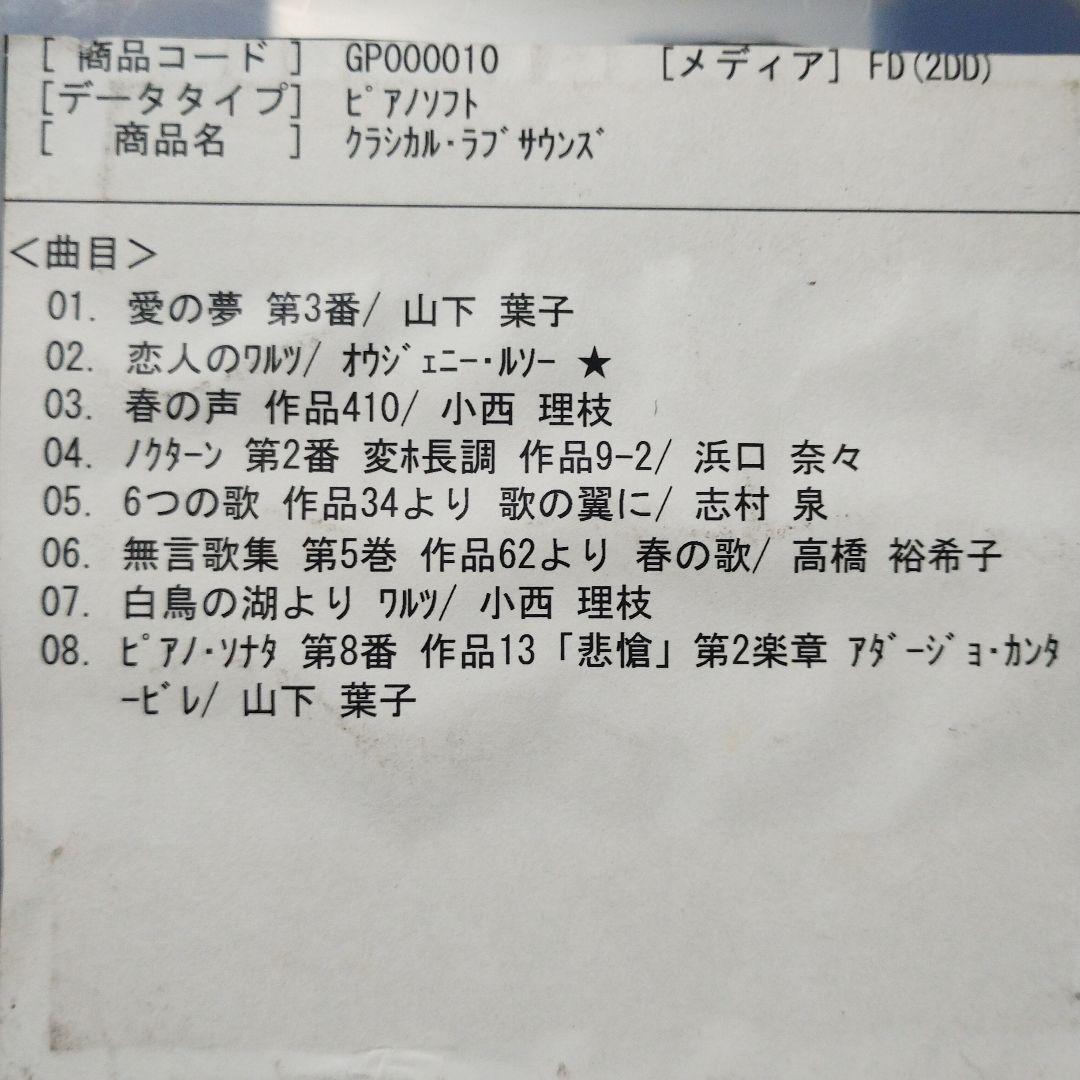 [ 商品コード ] GP000010 [メディア] FD(2DD)
[データタイプ] ﾋﾟｱﾉｿﾌﾄ
[ 商品名 ] ｸﾗｼｶﾙ・ﾗﾌﾞｻｳﾝｽﾞ
＜曲目＞
01. 愛の夢 第3番/ 山下 葉子
02. 恋人のﾜﾙﾂ/ ｵｳｼﾞｪﾆｰ・ﾙｿｰ ★
03. 春の声 作品410/ 小西 理枝
04. ﾉｸﾀｰﾝ 第2番 変ﾎ長調 作品9-2/ 浜口 奈々
05. 6つの歌 作品34より 歌の翼に/ 志村 泉
06. 無言歌集 第5巻 作品62より 春の歌/ 高橋 裕希子
07. 白鳥の湖より ﾜﾙﾂ/ 小西 理枝
08. ﾋﾟｱﾉ・ｿﾅﾀ 第8番 作品13「悲愴」第2楽章 ｱﾀﾞｰｼﾞｮ・ｶﾝﾀ
ｰﾋﾞﾚ/ 山下 葉子